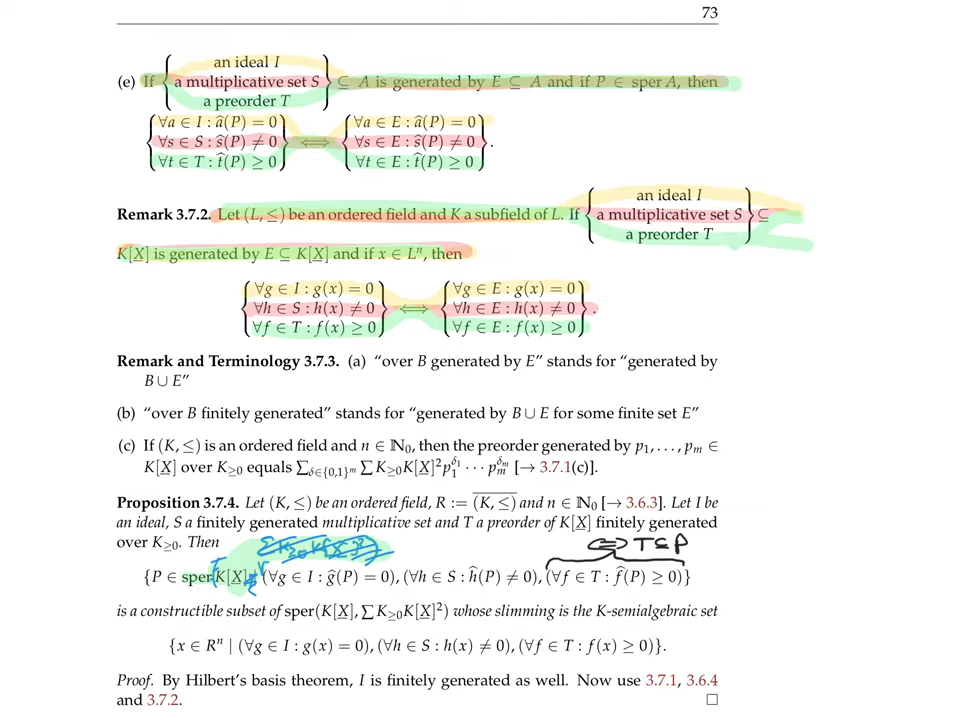 73
(e) If { an ideal I
a multiplicative set S
a preorder T } ⊆ A is generated by E ⊆ A and if P ∈ sper A, then
{ ∀a ∈ I : â(P) = 0
∀s ∈ S : ŝ(P) ≠ 0
∀t ∈ T : t̂(P) ≥ 0 } ⟺ { ∀a ∈ E : â(P) = 0
∀s ∈ E : ŝ(P) ≠ 0
∀t ∈ E : t̂(P) ≥ 0 }.
Remark 3.7.2. Let (L, ≤) be an ordered field and K a subfield of L. If { an ideal I
a multiplicative set S
a preorder T } ⊆
K[X] is generated by E ⊆ K[X] and if x ∈ Lⁿ, then
{ ∀g ∈ I : g(x) = 0
∀h ∈ S : h(x) ≠ 0
∀f ∈ T : f(x) ≥ 0 } ⟺ { ∀g ∈ E : g(x) = 0
∀h ∈ E : h(x) ≠ 0
∀f ∈ E : f(x) ≥ 0 }.
Remark and Terminology 3.7.3. (a) “over B generated by E” stands for “generated by
B ∪ E”
(b) “over B finitely generated” stands for “generated by B ∪ E for some finite set E”
(c) If (K, ≤) is an ordered field and n ∈ ℕ₀, then the preorder generated by p₁, . . . , pₘ ∈
K[X] over K≥0 equals ∑δ∈{0,1}ᵐ ∑ K≥0K[X]²p₁^δ₁ · · · pₘ^δₘ [→ 3.7.1(c)].
Proposition 3.7.4. Let (K, ≤) be an ordered field, R := (K, ≤) and n ∈ ℕ₀ [→ 3.6.3]. Let I be
an ideal, S a finitely generated multiplicative set and T a preorder of K[X] finitely generated
over K≥0. Then
⟺ T ⊆ P
{P ∈ sper K[X] | (∀g ∈ I : ĝ(P) = 0), (∀h ∈ S : ĥ(P) ≠ 0), (∀f ∈ T : f̂(P) ≥ 0)}
is a constructible subset of sper(K[X], ∑ K≥0K[X]²) whose slimming is the K-semialgebraic set
{x ∈ Rⁿ | (∀g ∈ I : g(x) = 0), (∀h ∈ S : h(x) ≠ 0), (∀f ∈ T : f(x) ≥ 0)}.
Proof. By Hilbert’s basis theorem, I is finitely generated as well. Now use 3.7.1, 3.6.4
and 3.7.2. □